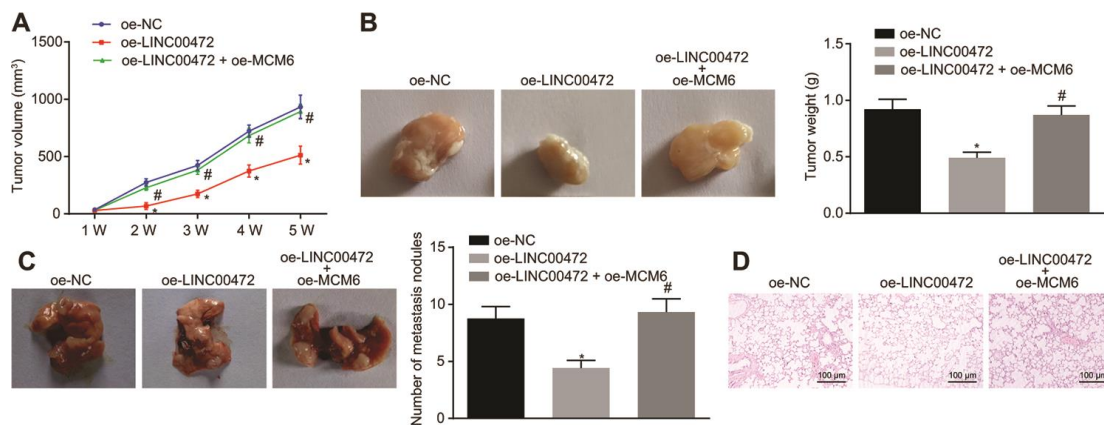 A
oe-NC
oe-LINC00472
oe-LINC00472 + oe-MCM6
Tumor volume (mm³)
1500
1000
500
0
#
#
#
#
*
*
*
*
1 W 2 W 3 W 4 W 5 W
B
oe-NC
oe-LINC00472
oe-LINC00472
+
oe-MCM6
oe-NC
oe-LINC00472
oe-LINC00472 + oe-MCM6
Tumor weight (g)
1.5
1.0
0.5
0.0
*
#
C
oe-NC
oe-LINC00472
oe-LINC00472
+
oe-MCM6
oe-NC
oe-LINC00472
oe-LINC00472 + oe-MCM6
Number of metastasis nodules
15
10
5
0
*
#
D
oe-NC
oe-LINC00472
oe-LINC00472
+
oe-MCM6
100 µm
100 µm
100 µm